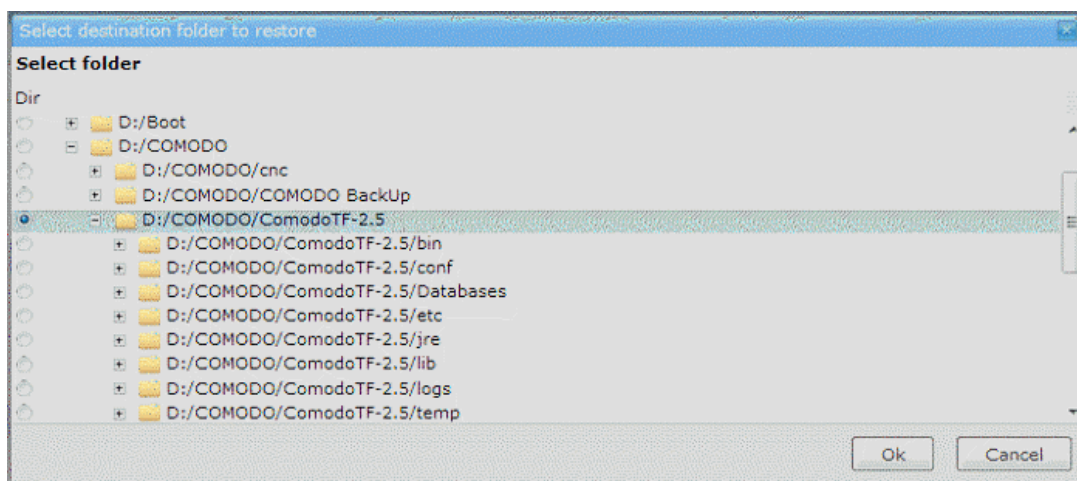 Select destination folder to restore
Select folder
Dir
D:/Boot
D:/COMODO
D:/COMODO/cnc
D:/COMODO/COMODO BackUp
D:/COMODO/ComodoTF-2.5
D:/COMODO/ComodoTF-2.5/bin
D:/COMODO/ComodoTF-2.5/conf
D:/COMODO/ComodoTF-2.5/Databases
D:/COMODO/ComodoTF-2.5/etc
D:/COMODO/ComodoTF-2.5/jre
D:/COMODO/ComodoTF-2.5/lib
D:/COMODO/ComodoTF-2.5/logs
D:/COMODO/ComodoTF-2.5/temp
Ok Cancel